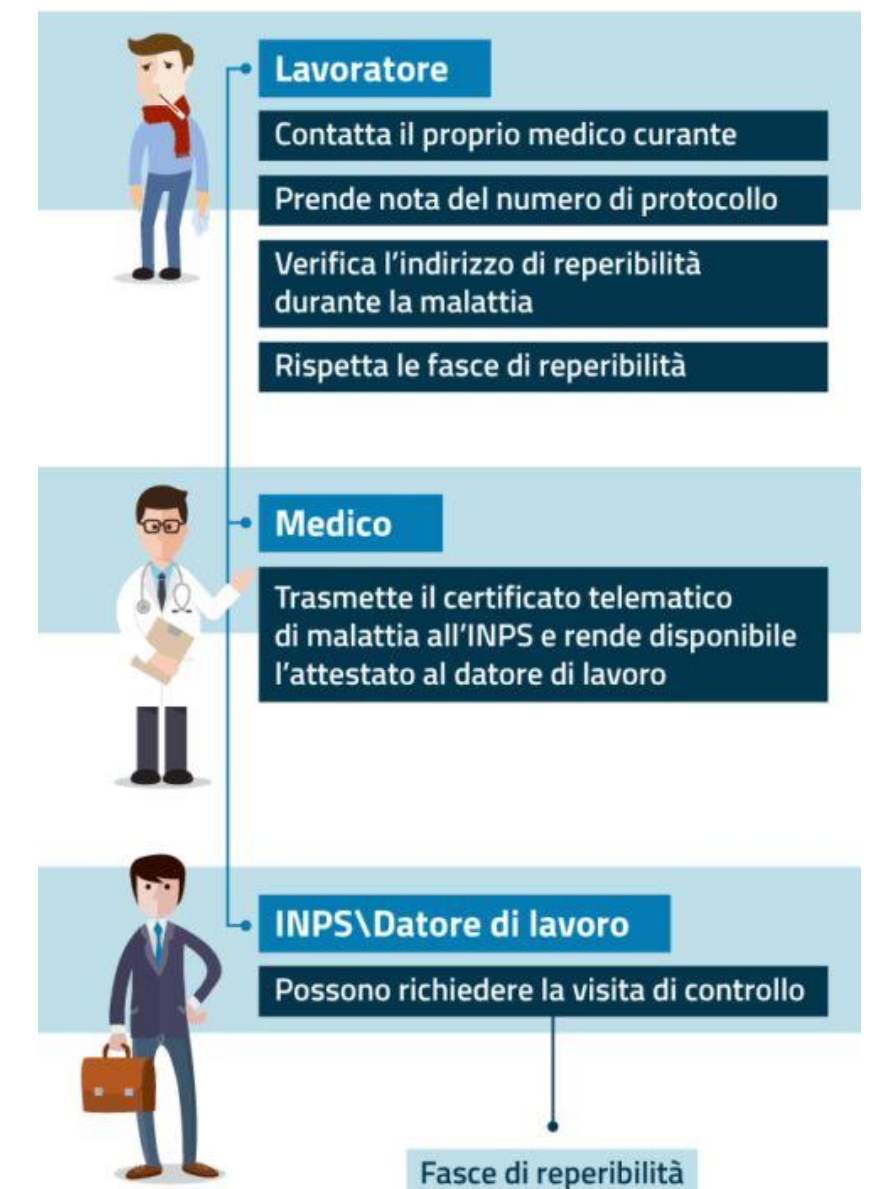 Lavoratore
Contatta il proprio medico curante
Prende nota del numero di protocollo
Verifica l'indirizzo di reperibilità
durante la malattia
Rispetta le fasce di reperibilità
Medico
Trasmette il certificato telematico
di malattia all'INPS e rende disponibile
l'attestato al datore di lavoro
INPS\Datore di lavoro
Possono richiedere la visita di controllo
Fasce di reperibilità